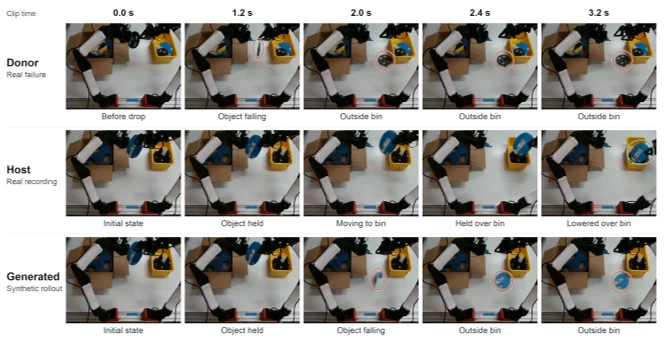 Clip time 0.0 s 1.2 s 2.0 s 2.4 s 3.2 s
Donor
Real failure
Before drop Object falling Outside bin Outside bin Outside bin
Host
Real recording
Initial state Object held Moving to bin Held over bin Lowered over bin
Generated
Synthetic rollout
Initial state Object held Object falling Outside bin Outside bin